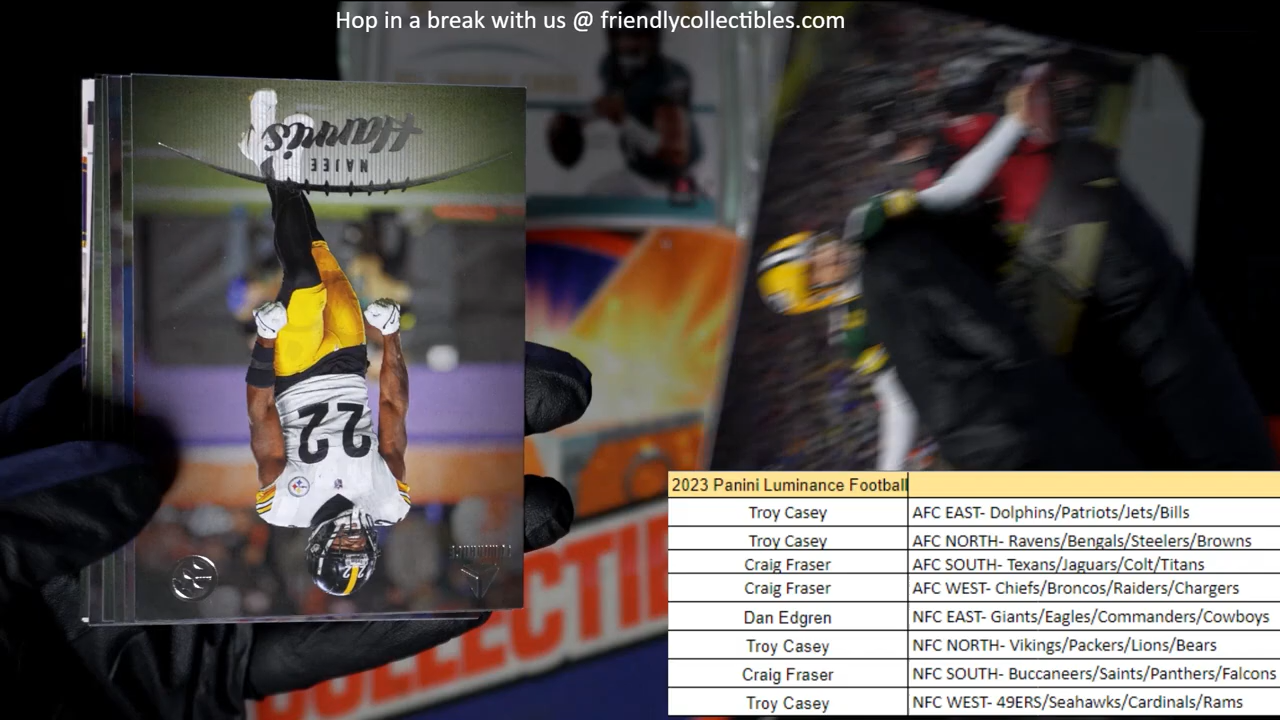 Hop in a break with us @ friendlycollectibles.com
Harris
NAJEE
22
22
COLLECTIB
2023 Panini Luminance Football
Troy Casey AFC EAST- Dolphins/Patriots/Jets/Bills
Troy Casey AFC NORTH- Ravens/Bengals/Steelers/Browns
Craig Fraser AFC SOUTH- Texans/Jaguars/Colt/Titans
Craig Fraser AFC WEST- Chiefs/Broncos/Raiders/Chargers
Dan Edgren NFC EAST- Giants/Eagles/Commanders/Cowboys
Troy Casey NFC NORTH- Vikings/Packers/Lions/Bears
Craig Fraser NFC SOUTH- Buccaneers/Saints/Panthers/Falcons
Troy Casey NFC WEST- 49ERS/Seahawks/Cardinals/Rams